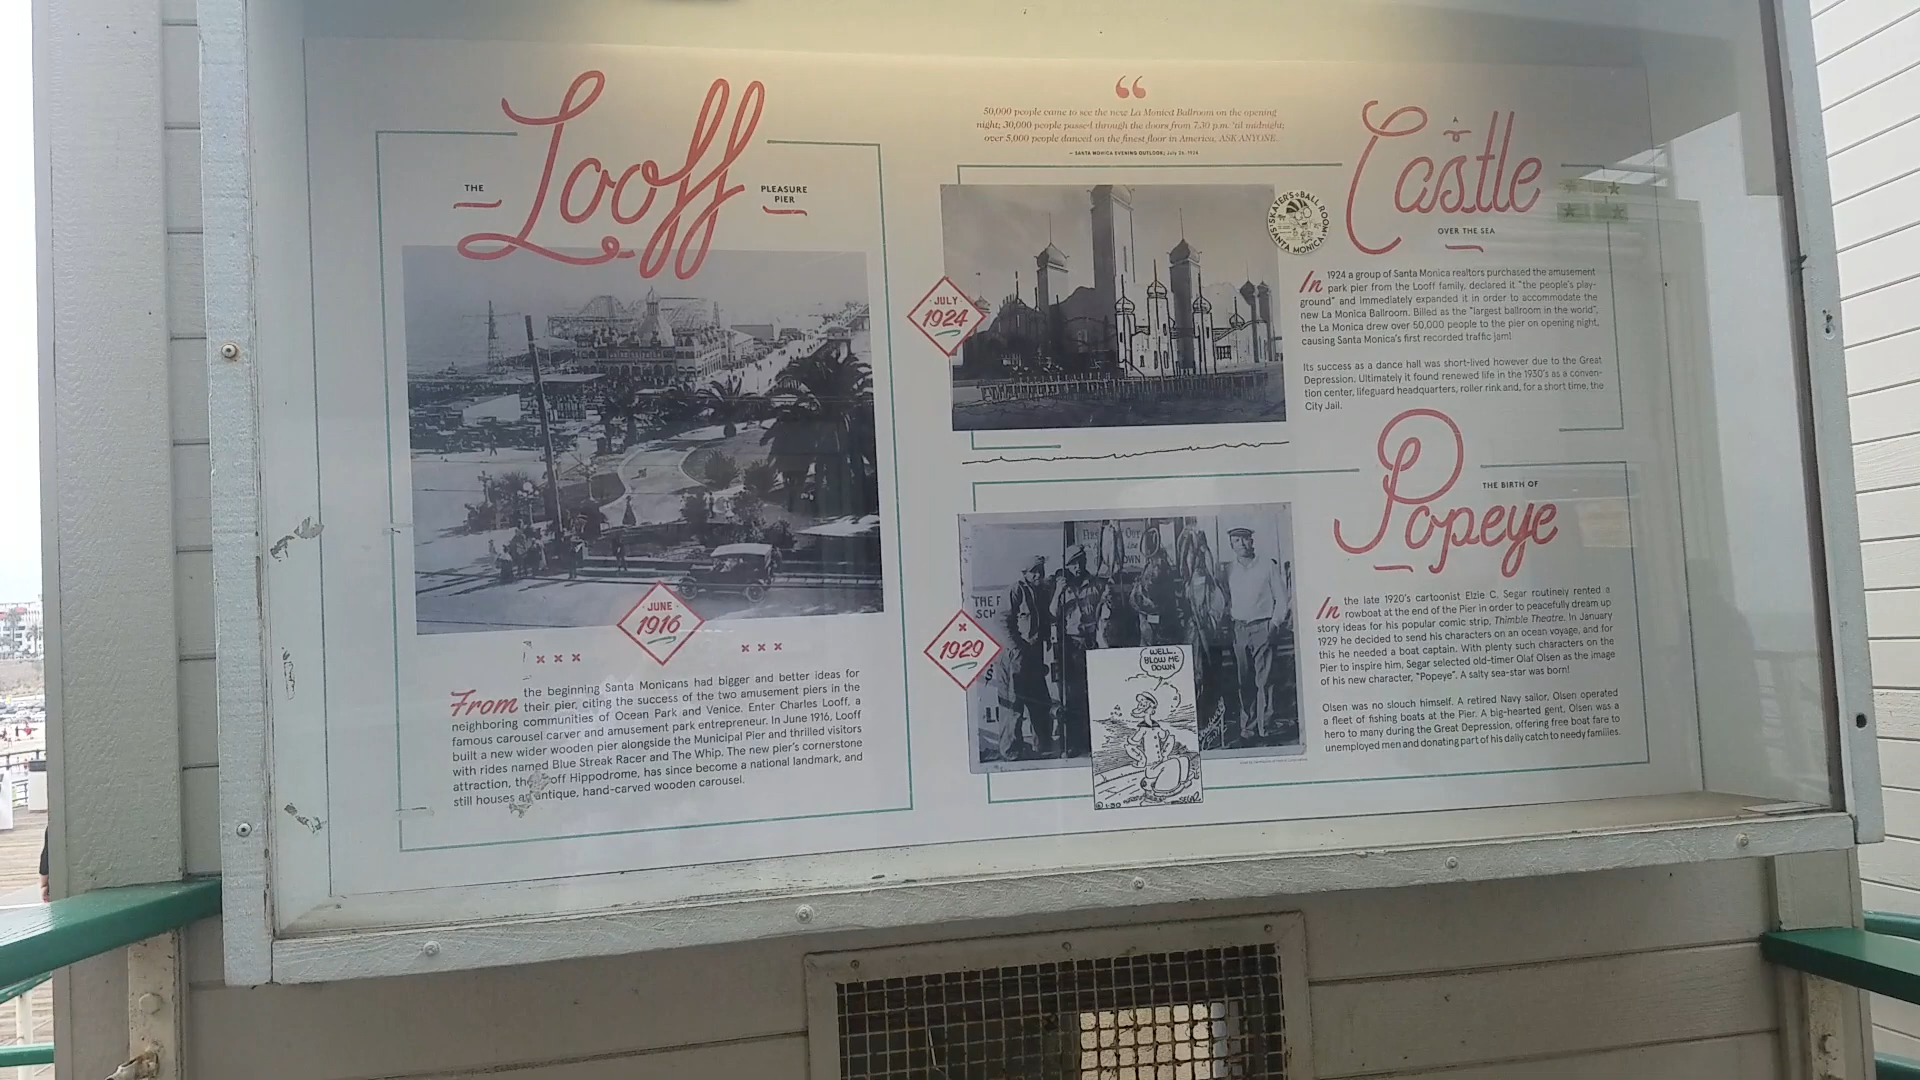 THE Looff PLEASURE
PIER
JUNE
1916
From the beginning Santa Monicans had bigger and better ideas for
their pier, citing the success of the two amusement piers in the
neighboring communities of Ocean Park and Venice. Enter Charles Looff, a
famous carousel carver and amusement park entrepreneur. In June 1916, Looff
built a new wider wooden pier alongside the Municipal Pier and thrilled visitors
with rides named Blue Streak Racer and The Whip. The new pier's cornerstone
attraction, the Looff Hippodrome, has since become a national landmark, and
still houses an antique, hand-carved wooden carousel.
“
50,000 people came to see the new La Monica Ballroom on the opening
night; 30,000 people passed through the doors from 7:30 p.m. 'til midnight;
over 5,000 people danced on the finest floor in America, ASK ANYONE.
- SANTA MONICA EVENING OUTLOOK; July 24, 1924
A
Castle
OVER THE SEA
SKATER'S BALL ROOM
SANTA MONICA
JULY
1924
In 1924 a group of Santa Monica realtors purchased the amusement
park pier from the Looff family, declared it "the people's play-
ground" and immediately expanded it in order to accommodate the
new La Monica Ballroom. Billed as the "largest ballroom in the world",
the La Monica drew over 50,000 people to the pier on opening night,
causing Santa Monica's first recorded traffic jam!
Its success as a dance hall was short-lived however due to the Great
Depression. Ultimately it found renewed life in the 1930's as a conven-
tion center, lifeguard headquarters, roller rink and, for a short time, the
City Jail.
THE BIRTH OF
Popeye
1929
In the late 1920's cartoonist Elzie C. Segar routinely rented a
rowboat at the end of the Pier in order to peacefully dream up
story ideas for his popular comic strip, Thimble Theatre. In January
1929 he decided to send his characters on an ocean voyage, and for
this he needed a boat captain. With plenty such characters on the
Pier to inspire him, Segar selected old-timer Olaf Olsen as the image
of his new character, "Popeye". A salty sea-star was born!
Olsen was no slouch himself. A retired Navy sailor, Olsen operated
a fleet of fishing boats at the Pier. A big-hearted gent, Olsen was a
hero to many during the Great Depression, offering free boat fare to
unemployed men and donating part of his daily catch to needy families.
WELL,
BLOW ME
DOWN
SEGAR